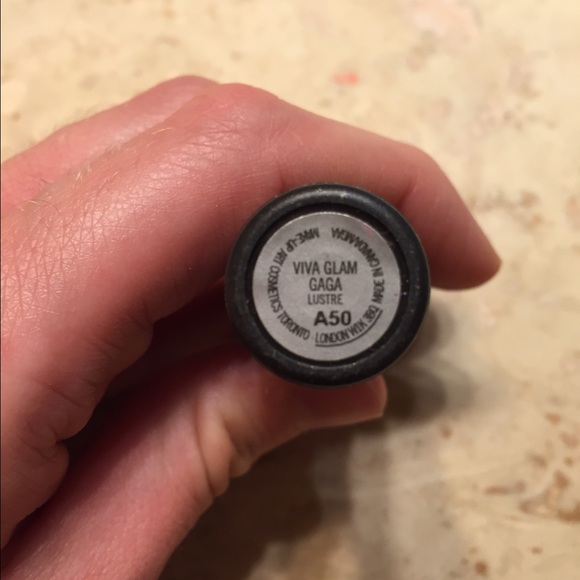 VIVA GLAM
GAGA
LUSTRE
A50
MAKE-UP ART COSMETICS TORONTO LONDON W1K 3BQ MADE IN CANADA